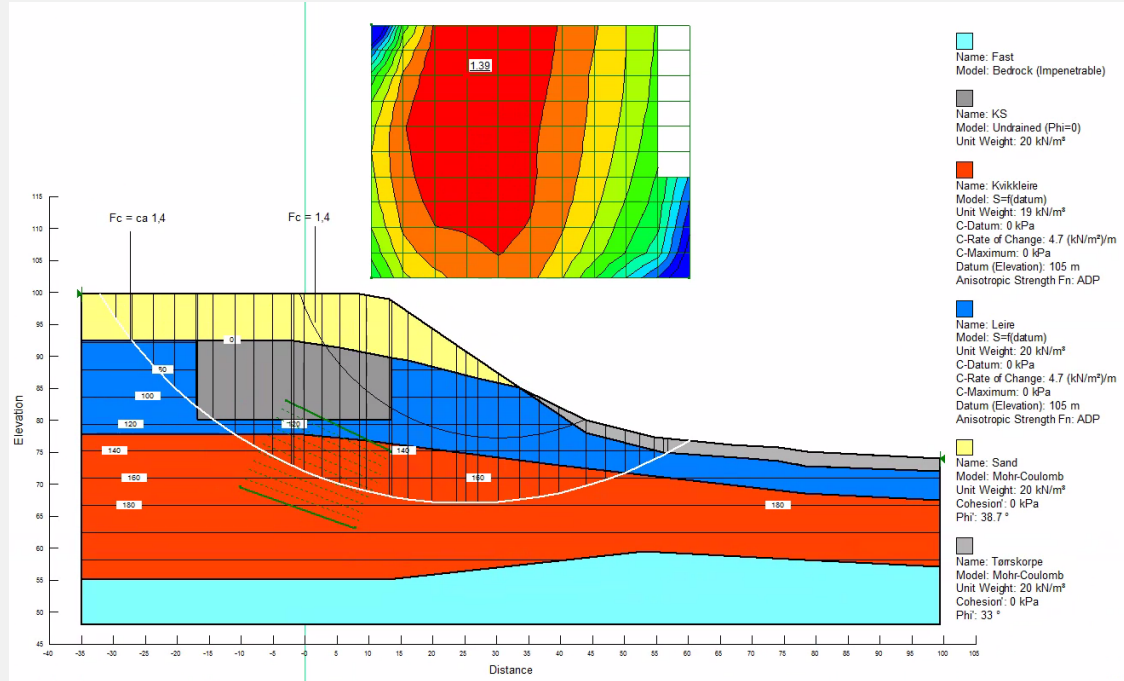 1.39
Fc = ca 1,4
Fc = 1,4
115
110
105
100
95
90
85
80
75
70
65
60
55
50
45
Elevation
0
50
100
120
120
140
140
160
160
180
180
-40
-35
-30
-25
-20
-15
-10
-5
-0
5
10
15
20
25
30
35
40
45
50
55
60
65
70
75
80
85
90
95
100
105
Distance
Name: Fast
Model: Bedrock (Impenetrable)
Name: KS
Model: Undrained (Phi=0)
Unit Weight: 20 kN/m³
Name: Kvikkleire
Model: S=f(datum)
Unit Weight: 19 kN/m³
C-Datum: 0 kPa
C-Rate of Change: 4.7 (kN/m²)/m
C-Maximum: 0 kPa
Datum (Elevation): 105 m
Anisotropic Strength Fn: ADP
Name: Leire
Model: S=f(datum)
Unit Weight: 20 kN/m³
C-Datum: 0 kPa
C-Rate of Change: 4.7 (kN/m²)/m
C-Maximum: 0 kPa
Datum (Elevation): 105 m
Anisotropic Strength Fn: ADP
Name: Sand
Model: Mohr-Coulomb
Unit Weight: 20 kN/m³
Cohesion': 0 kPa
Phi': 38.7 °
Name: Tørrskorpe
Model: Mohr-Coulomb
Unit Weight: 20 kN/m³
Cohesion': 0 kPa
Phi': 33 °